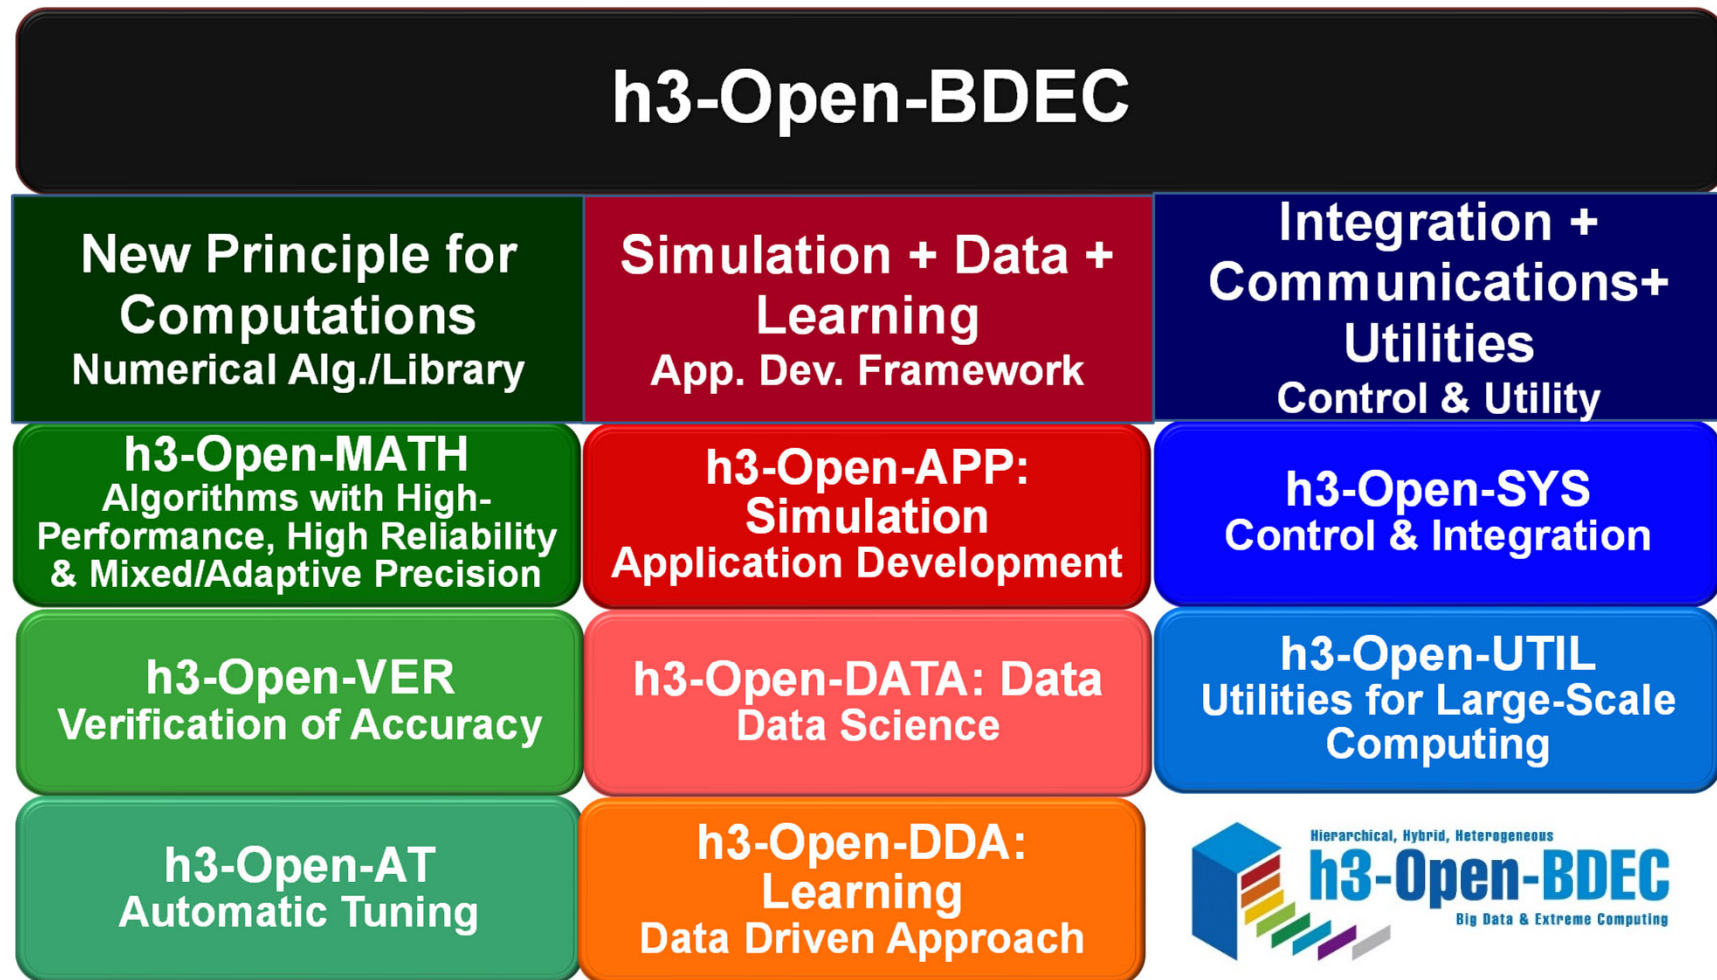 h3-Open-BDEC
New Principle for
Computations
Numerical Alg./Library
Simulation + Data +
Learning
App. Dev. Framework
Integration +
Communications+
Utilities
Control & Utility
h3-Open-MATH
Algorithms with High-
Performance, High Reliability
& Mixed/Adaptive Precision
h3-Open-APP:
Simulation
Application Development
h3-Open-SYS
Control & Integration
h3-Open-VER
Verification of Accuracy
h3-Open-DATA: Data
Data Science
h3-Open-UTIL
Utilities for Large-Scale
Computing
h3-Open-AT
Automatic Tuning
h3-Open-DDA:
Learning
Data Driven Approach
Hierarchical, Hybrid, Heterogeneous
h3-Open-BDEC
Big Data & Extreme Computing